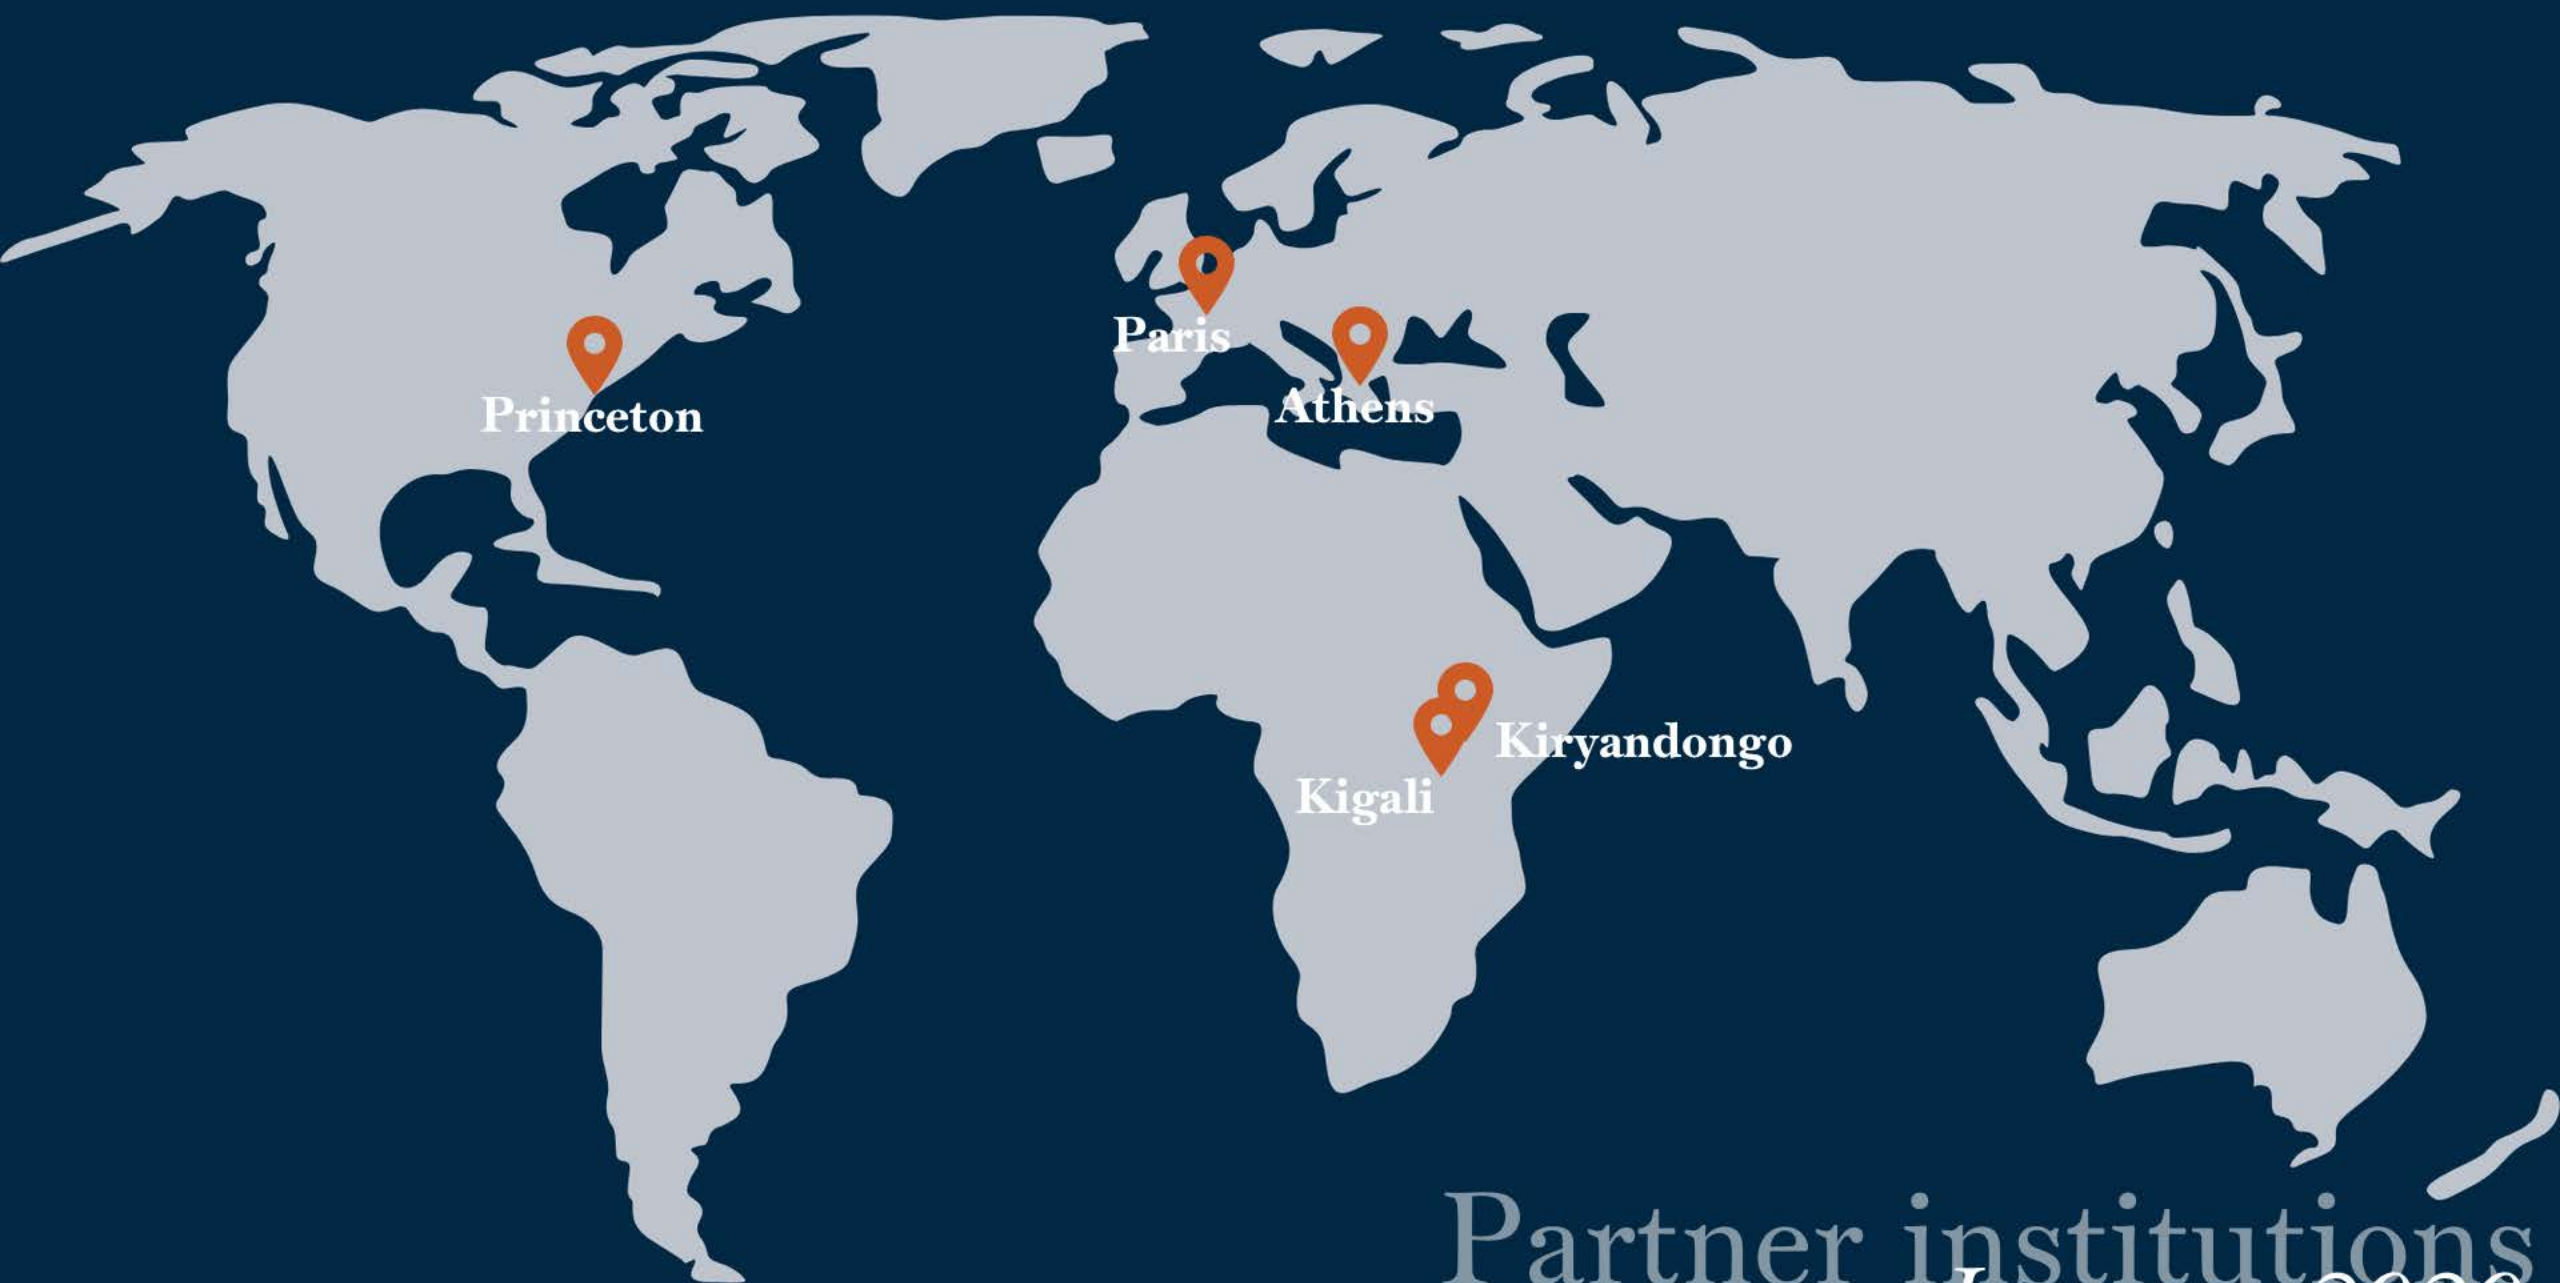 Paris
Athens
Princeton
Kiryandongo
Kigali
Partner institutions